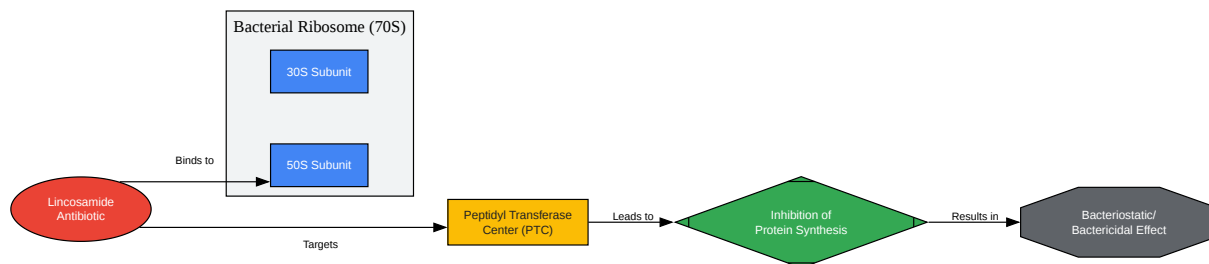 Bacterial Ribosome (70S)
30S Subunit
Binds to
50S Subunit
Lincosamide
Antibiotic
Targets
Peptidyl Transferase
Center (PTC)
Leads to
Inhibition of
Protein Synthesis
Results in
Bacteriostatic/
Bactericidal Effect